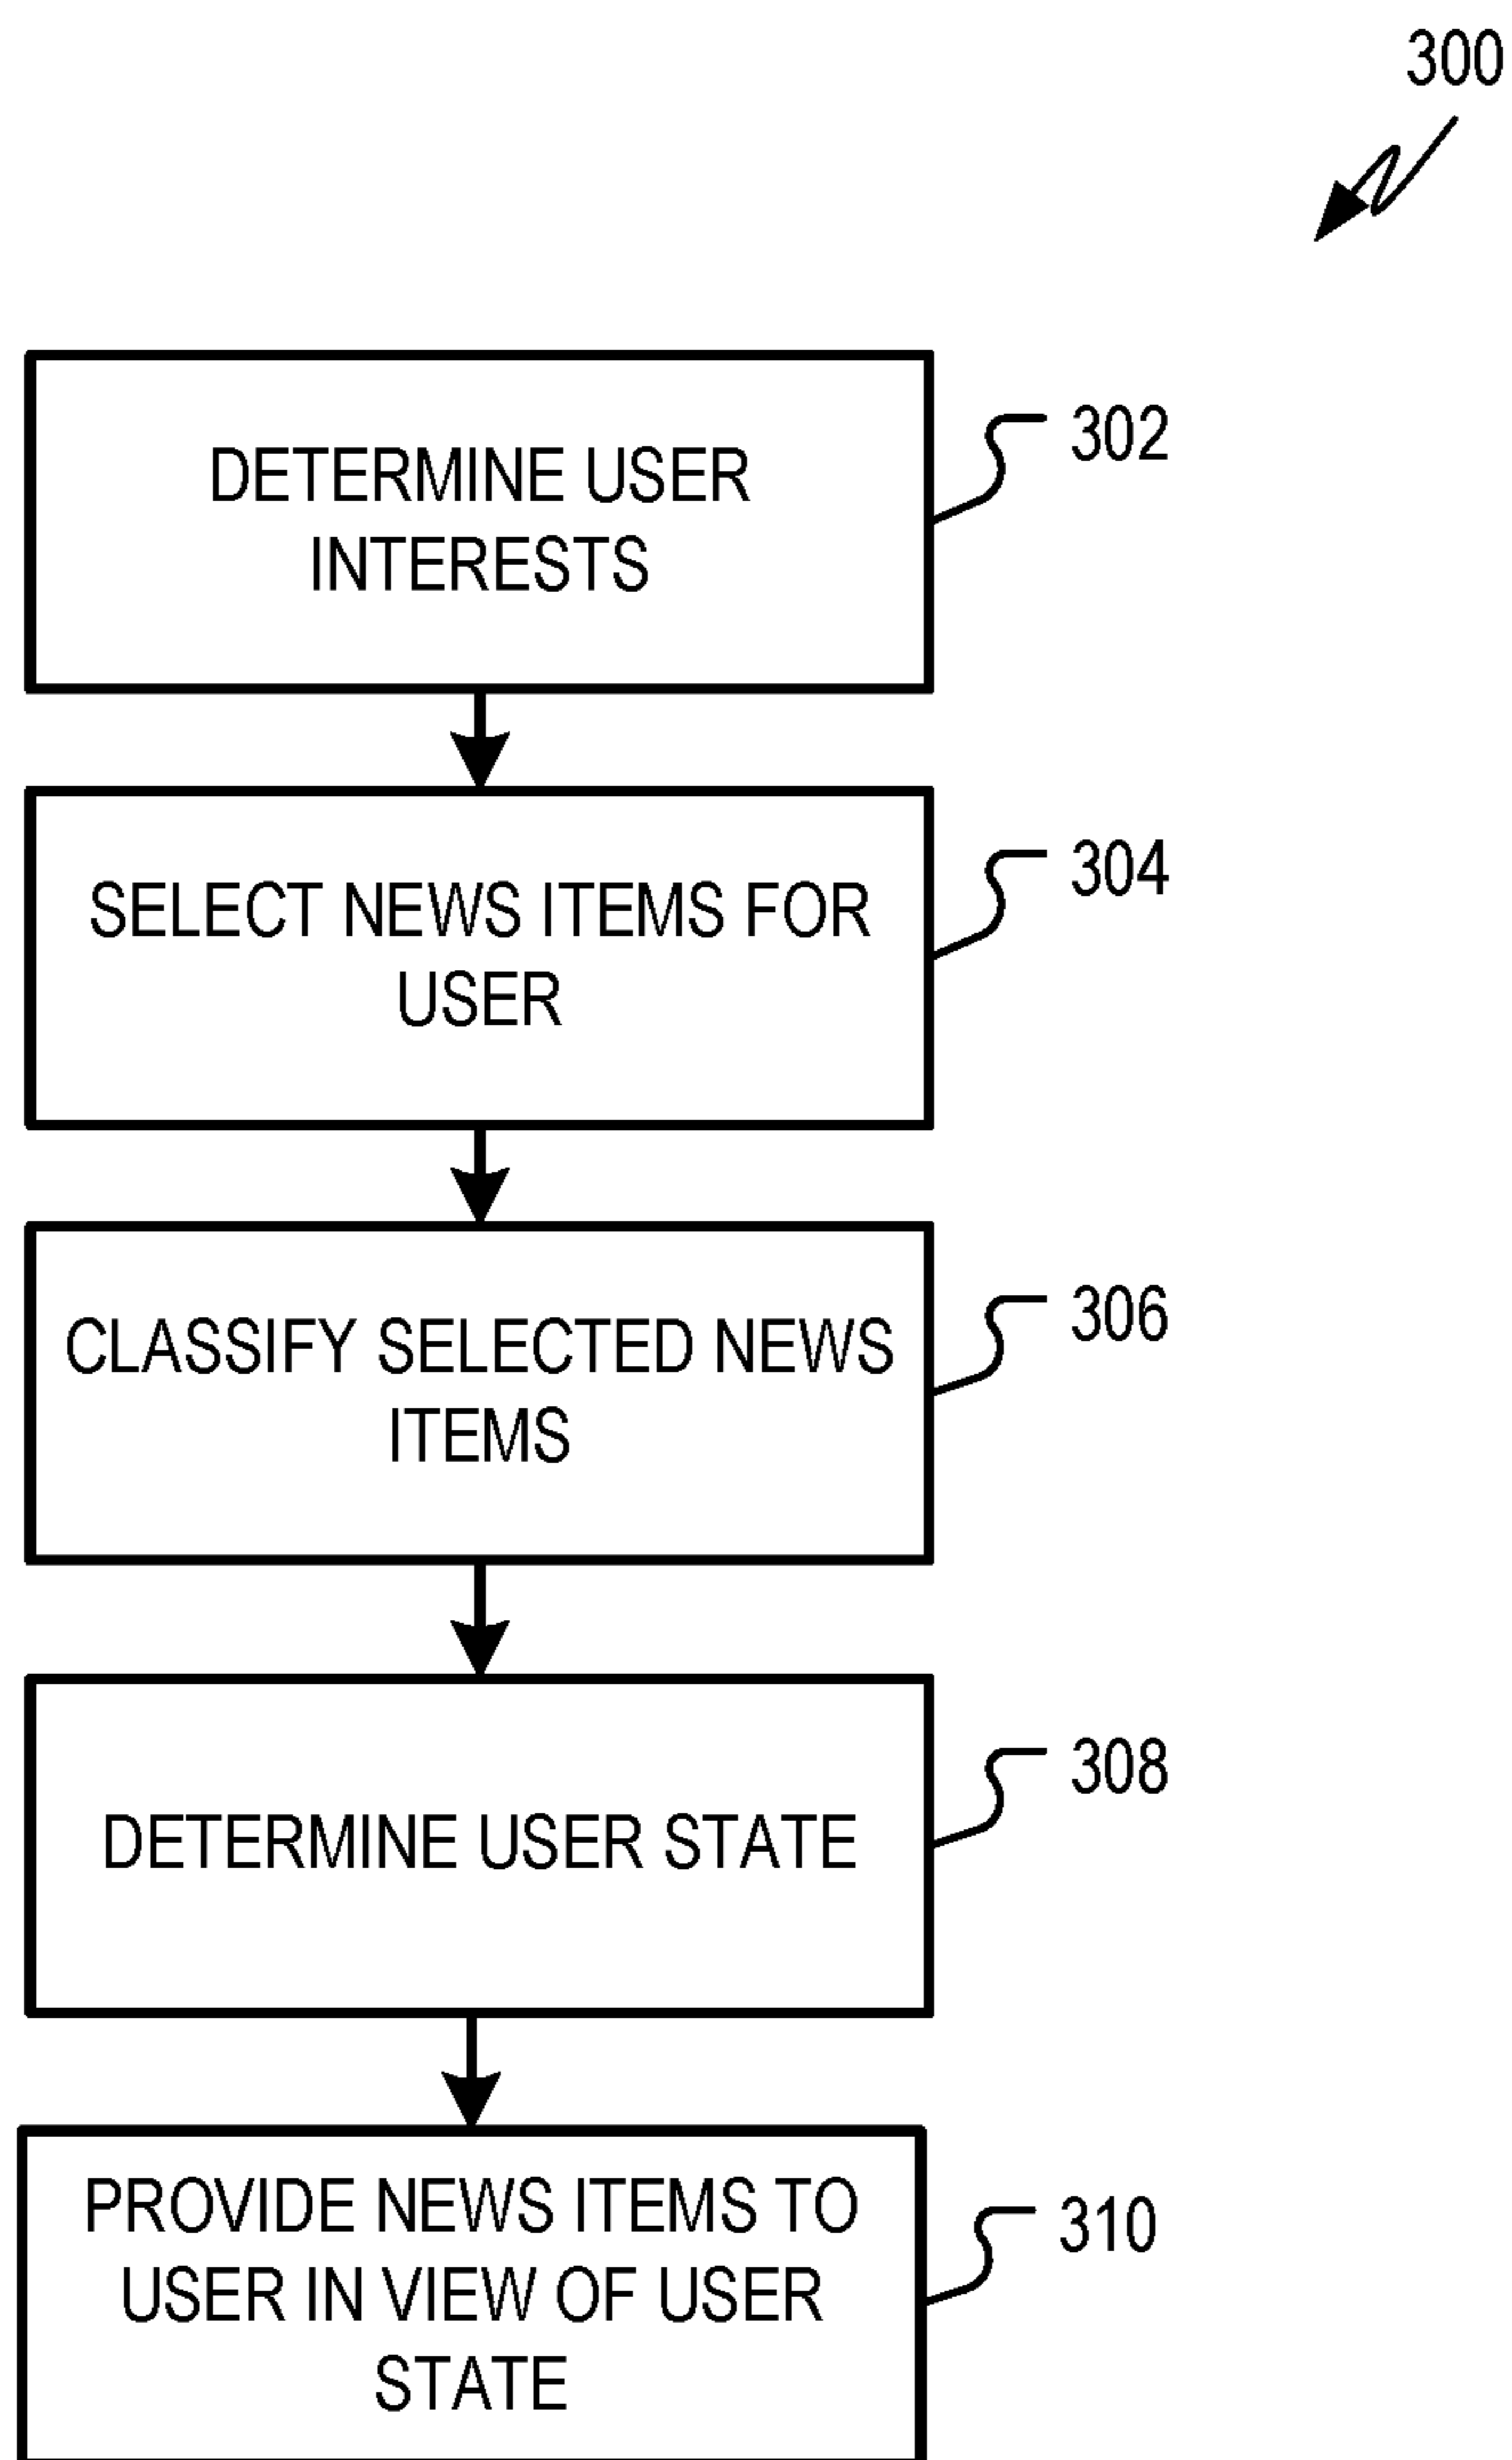 300
DETERMINE USER
INTERESTS
302
SELECT NEWS ITEMS FOR
USER
304
CLASSIFY SELECTED NEWS
ITEMS
306
DETERMINE USER STATE
308
PROVIDE NEWS ITEMS TO
USER IN VIEW OF USER
STATE
310